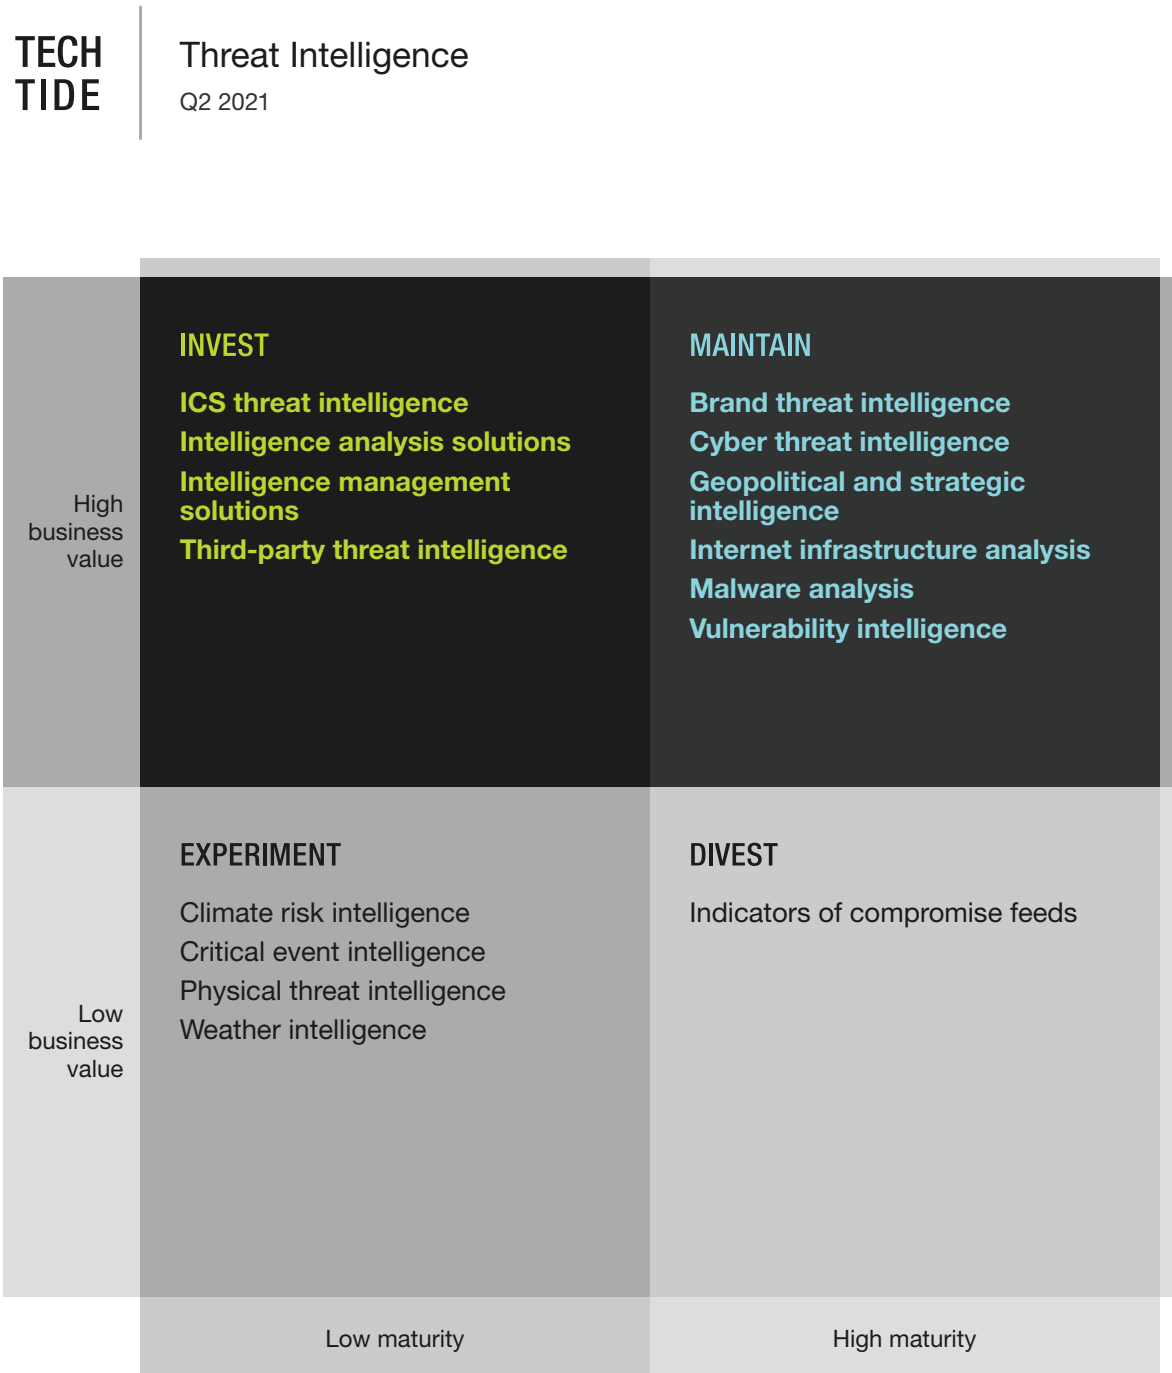 TECH
TIDE
Threat Intelligence
Q2 2021
High
business
value
INVEST
ICS threat intelligence
Intelligence analysis solutions
Intelligence management
solutions
Third-party threat intelligence
MAINTAIN
Brand threat intelligence
Cyber threat intelligence
Geopolitical and strategic
intelligence
Internet infrastructure analysis
Malware analysis
Vulnerability intelligence
Low
business
value
EXPERIMENT
Climate risk intelligence
Critical event intelligence
Physical threat intelligence
Weather intelligence
DIVEST
Indicators of compromise feeds
Low maturity
High maturity